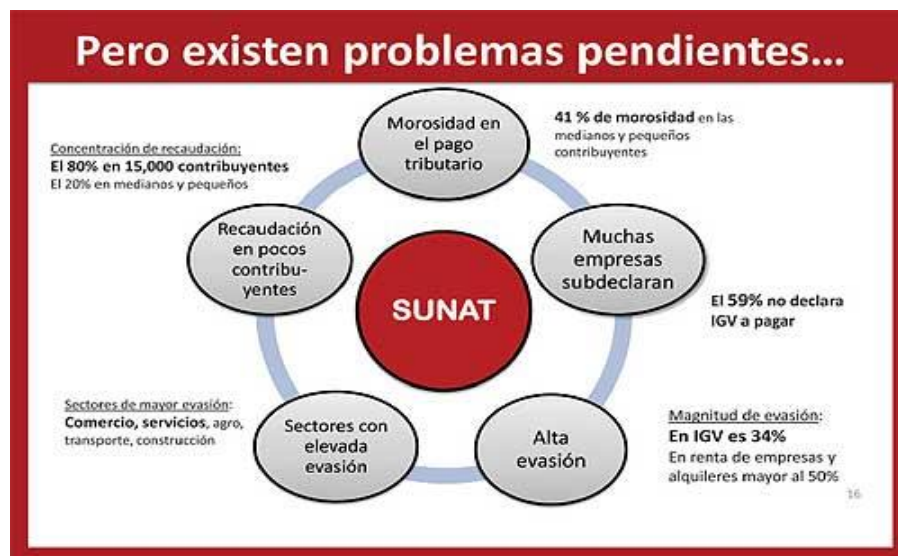 Pero existen problemas pendientes...
Morosidad en
el pago
tributario
41 % de morosidad en las
medianos y pequeños
contribuyentes
Concentración de recaudación:
El 80% en 15,000 contribuyentes
El 20% en medianos y pequeños
Recaudación
en pocos
contribu-
yentes
Muchas
empresas
subdeclaran
SUNAT
El 59% no declara
IGV a pagar
Sectores de mayor evasión:
Comercio, servicios, agro,
transporte, construcción
Sectores con
elevada
evasión
Alta
evasión
Magnitud de evasión:
En IGV es 34%
En renta de empresas y
alquileres mayor al 50%
16